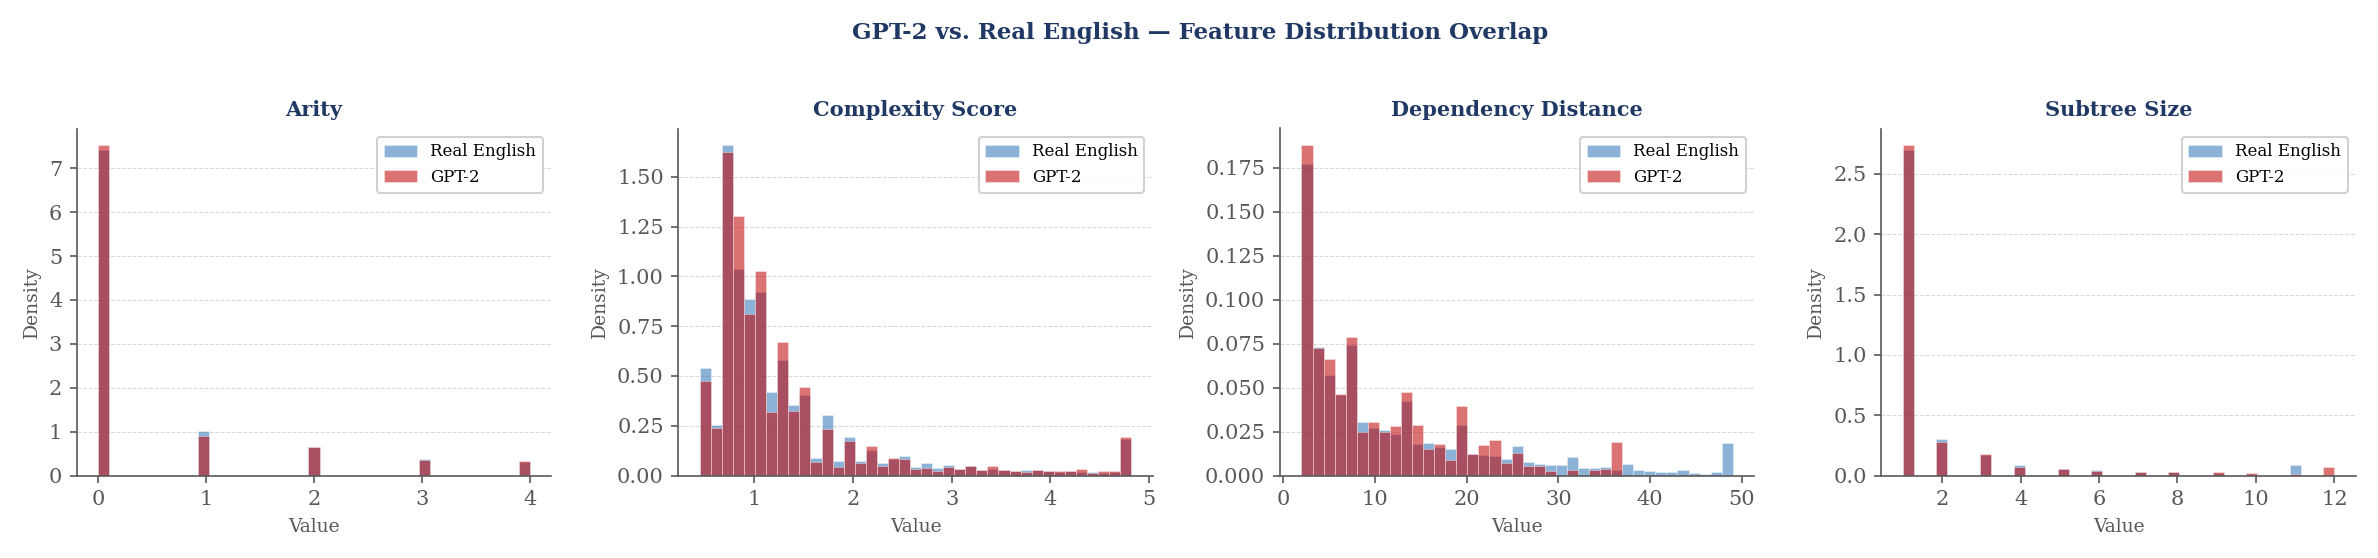 GPT-2 vs. Real English — Feature Distribution Overlap
Arity
Real English
GPT-2
7
6
5
4
3
2
1
0
Density
0 1 2 3 4
Value
Complexity Score
Real English
GPT-2
1.50
1.25
1.00
0.75
0.50
0.25
0.00
Density
1 2 3 4 5
Value
Dependency Distance
Real English
GPT-2
0.175
0.150
0.125
0.100
0.075
0.050
0.025
0.000
Density
0 10 20 30 40 50
Value
Subtree Size
Real English
GPT-2
2.5
2.0
1.5
1.0
0.5
0.0
Density
2 4 6 8 10 12
Value